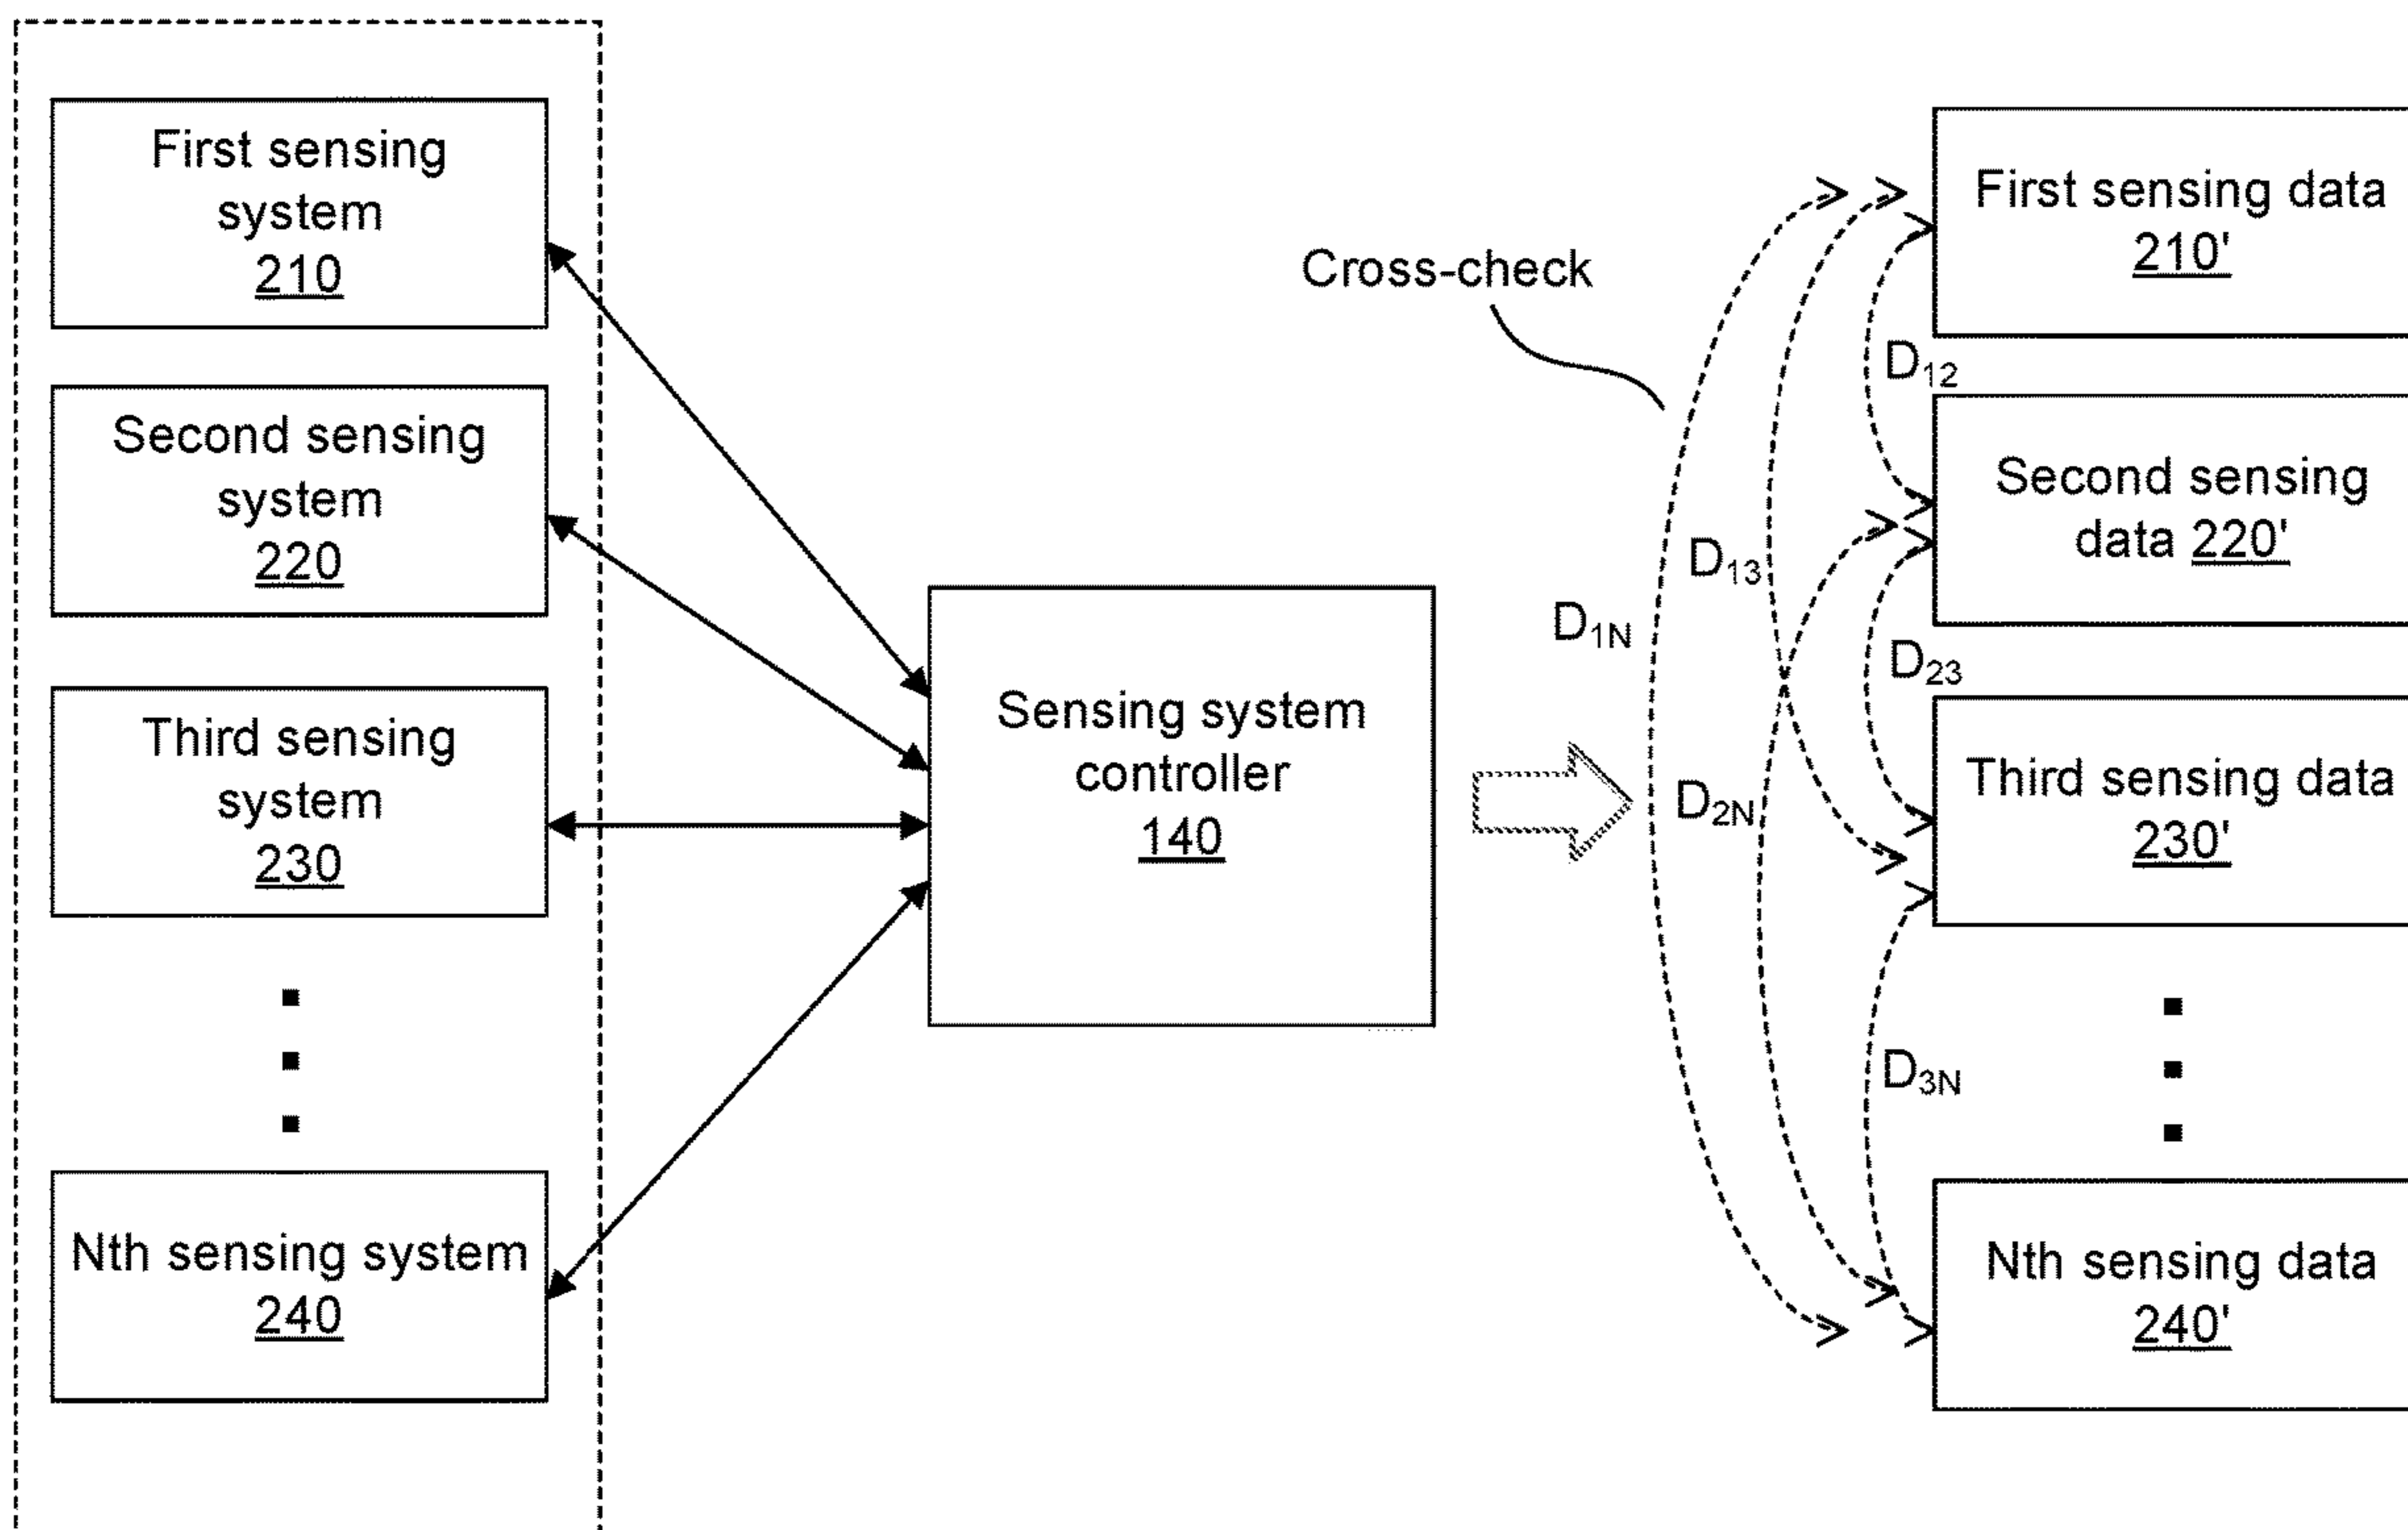 First sensing
system
210
Second sensing
system
220
Third sensing
system
230
Nth sensing system
240
Sensing system
controller
140
Cross-check
D₁₂
D₁₃
D₁N
D₂₃
D₂N
D₃N
First sensing data
210'
Second sensing
data 220'
Third sensing data
230'
Nth sensing data
240'